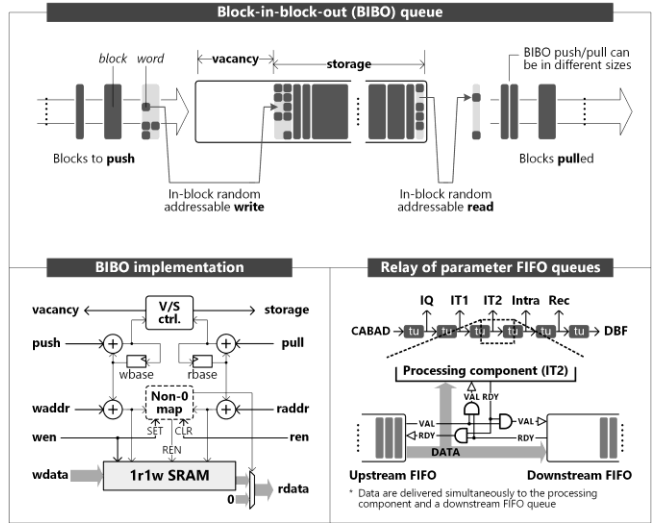 Block-in-block-out (BIBO) queue
block word
vacancy
storage
BIBO push/pull can
be in different sizes
Blocks to push
In-block random
addressable write
In-block random
addressable read
Blocks pulled
BIBO implementation
vacancy
V/S
ctrl.
storage
push
pull
wbase
rbase
waddr
Non-0
map
raddr
wen
SET
CLR
ren
REN
wdata
1r1w SRAM
0
rdata
Relay of parameter FIFO queues
IQ IT1 IT2 Intra Rec
CABAD tu tu tu tu tu tu DBF
Processing component (IT2)
VAL RDY
VAL
VAL
RDY
RDY
DATA
Upstream FIFO
Downstream FIFO
* Data are delivered simultaneously to the processing
component and a downstream FIFO queue